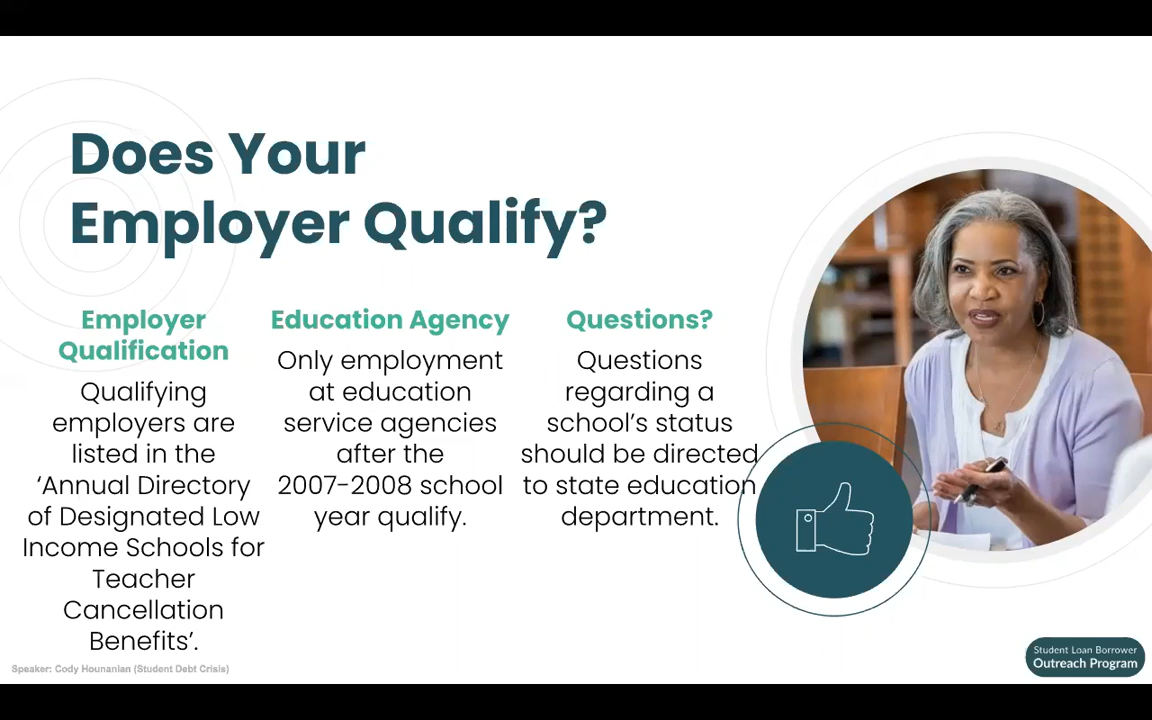 Does Your
Employer Qualify?
Employer
Qualification
Qualifying
employers are
listed in the
‘Annual Directory
of Designated Low
Income Schools for
Teacher
Cancellation
Benefits’.
Education Agency
Only employment
at education
service agencies
after the
2007-2008 school
year qualify.
Questions?
Questions
regarding a
school’s status
should be directed
to state education
department.
Speaker: Cody Hounanian (Student Debt Crisis)
Student Loan Borrower
Outreach Program